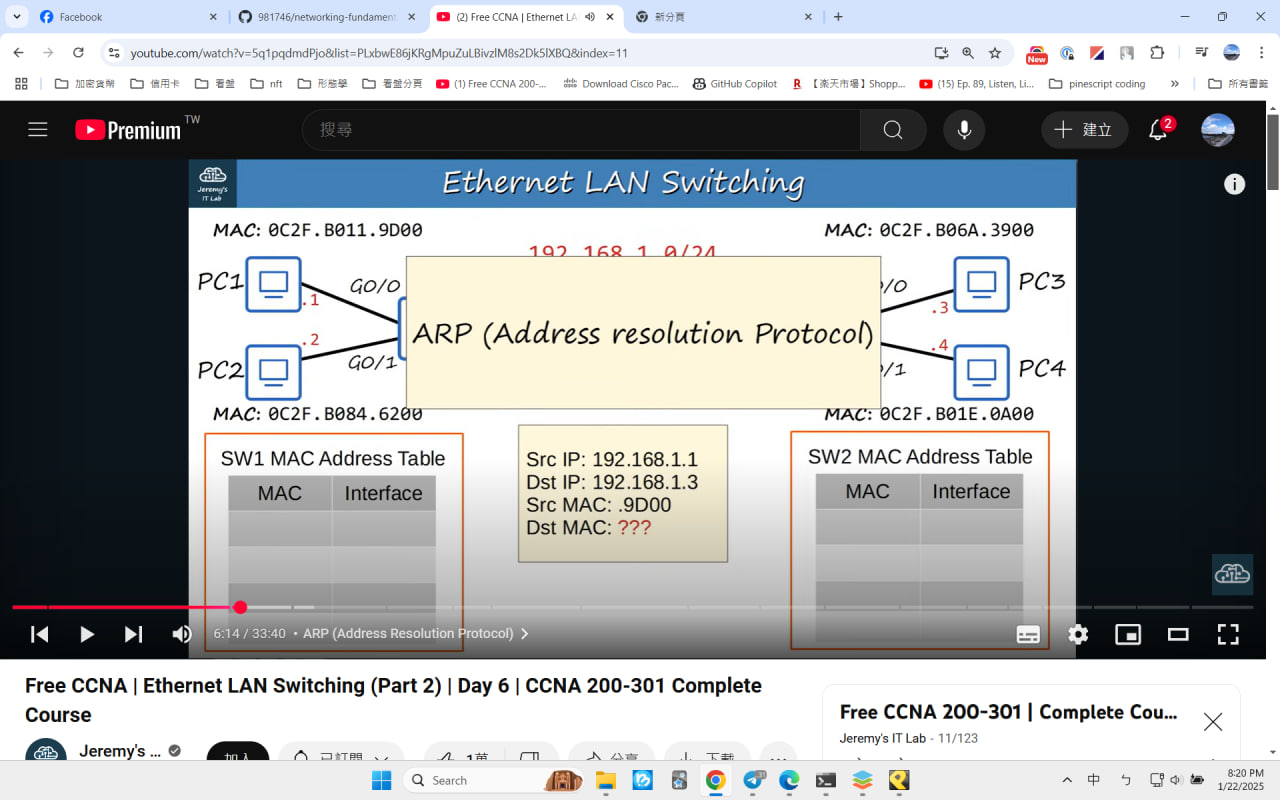 Facebook
981746/networking-fundament
(2) Free CCNA | Ethernet LA
新分頁
youtube.com/watch?v=5q1pqdmdPjo&list=PLxbwE86jKRgMpuZuLBivzlM8s2Dk5lXBQ&index=11
New
加密貨幣
信用卡
看盤
nft
形態學
看盤分頁
(1) Free CCNA 200-...
Download Cisco Pac...
GitHub Copilot
【楽天市場】Shopp...
(15) Ep. 89, Listen, Li...
pinescript coding
所有書籤
Premium TW
搜尋
建立
2
Jeremy's
IT Lab
Ethernet LAN Switching
MAC: 0C2F.B011.9D00
MAC: 0C2F.B06A.3900
192.168.1.0/24
PC1
G0/0
.1
/0
PC3
.3
ARP (Address resolution Protocol)
.2
.4
PC2
G0/1
/1
PC4
MAC: 0C2F.B084.6200
MAC: 0C2F.B01E.0A00
SW1 MAC Address Table
MAC Interface
Src IP: 192.168.1.1
Dst IP: 192.168.1.3
Src MAC: .9D00
Dst MAC: ???
SW2 MAC Address Table
MAC Interface
6:14 / 33:40 • ARP (Address Resolution Protocol)
Free CCNA | Ethernet LAN Switching (Part 2) | Day 6 | CCNA 200-301 Complete
Course
Free CCNA 200-301 | Complete Cou...
Jeremy's IT Lab - 11/123
Jeremy's ...
加入
已訂閱
1萬
分享
下載
Search
31
中
8:20 PM
1/22/2025